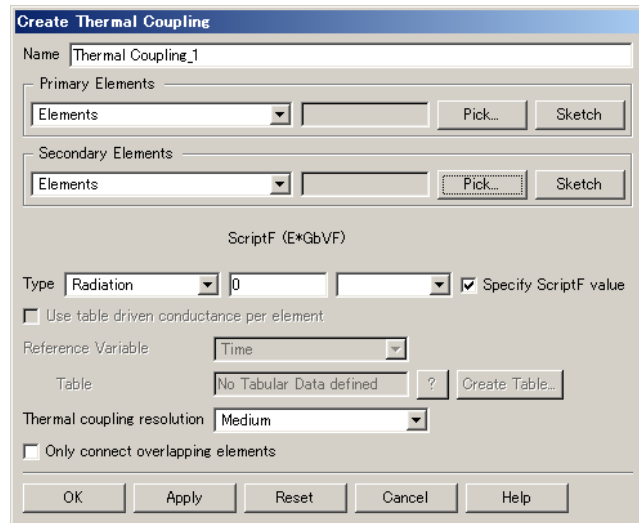 Create Thermal Coupling
Name Thermal Coupling_1
Primary Elements
Elements Pick... Sketch
Secondary Elements
Elements Pick... Sketch
ScriptF (E*GbVF)
Type Radiation 0 Specify ScriptF value
Use table driven conductance per element
Reference Variable Time
Table No Tabular Data defined ? Create Table...
Thermal coupling resolution Medium
Only connect overlapping elements
OK Apply Reset Cancel Help